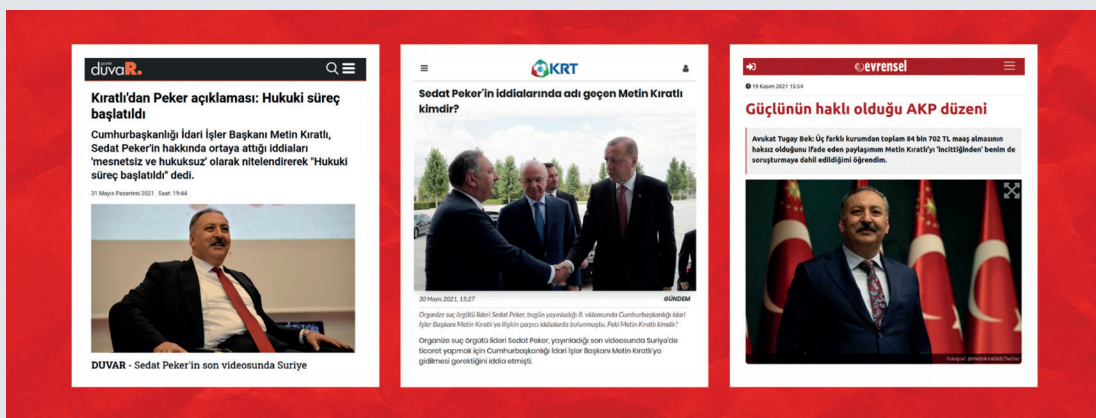 gazete
duvaR.
Kıratlı'dan Peker açıklaması: Hukuki süreç
başlatıldı
Cumhurbaşkanlığı İdari İşler Başkanı Metin Kıratlı,
Sedat Peker'in hakkında ortaya attığı iddiaları
'mesnetsiz ve hukuksuz' olarak nitelendirerek "Hukuki
süreç başlatıldı" dedi.
31 Mayıs Pazartesi 2021 Saat: 19:44
DUVAR - Sedat Peker'in son videosunda Suriye
KRT
Sedat Peker'in iddialarında adı geçen Metin Kıratlı
kimdir?
30 Mayıs 2021, 15:27 GÜNDEM
Organize suç örgütü lideri Sedat Peker, bugün yayınladığı 8. videosunda Cumhurbaşkanlığı İdari
İşler Başkanı Metin Kıratlı'ya ilişkin çarpıcı iddialarda bulunmuştu. Peki Metin Kıratlı kimdir?
Organize suç örgütü lideri Sedat Peker, yayınladığı son videosunda Suriye'de
ticaret yapmak için Cumhurbaşkanlığı İdari İşler Başkanı Metin Kıratlı'ya
gidilmesi gerektiğini iddia etmişti.
evrensel
19 Kasım 2021 15:54
Güçlünün haklı olduğu AKP düzeni
Avukat Tugay Bek: Üç farklı kurumdan toplam 84 bin 702 TL maaş almasının
haksız olduğunu ifade eden paylaşımım Metin Kıratlı'yı 'incittiğinden' benim de
soruşturmaya dahil edildiğimi öğrendim.
Fotoğraf: @MetinKiratli66/Twitter